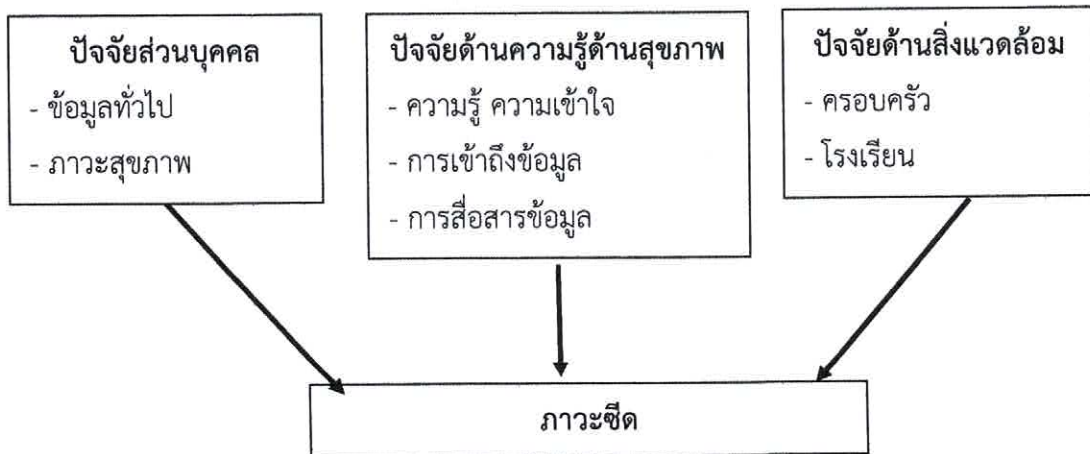 ปัจจัยส่วนบุคคล
- ข้อมูลทั่วไป
- ภาวะสุขภาพ
ปัจจัยด้านความรู้ด้านสุขภาพ
- ความรู้ ความเข้าใจ
- การเข้าถึงข้อมูล
- การสื่อสารข้อมูล
ปัจจัยด้านสิ่งแวดล้อม
- ครอบครัว
- โรงเรียน
ภาวะซีด